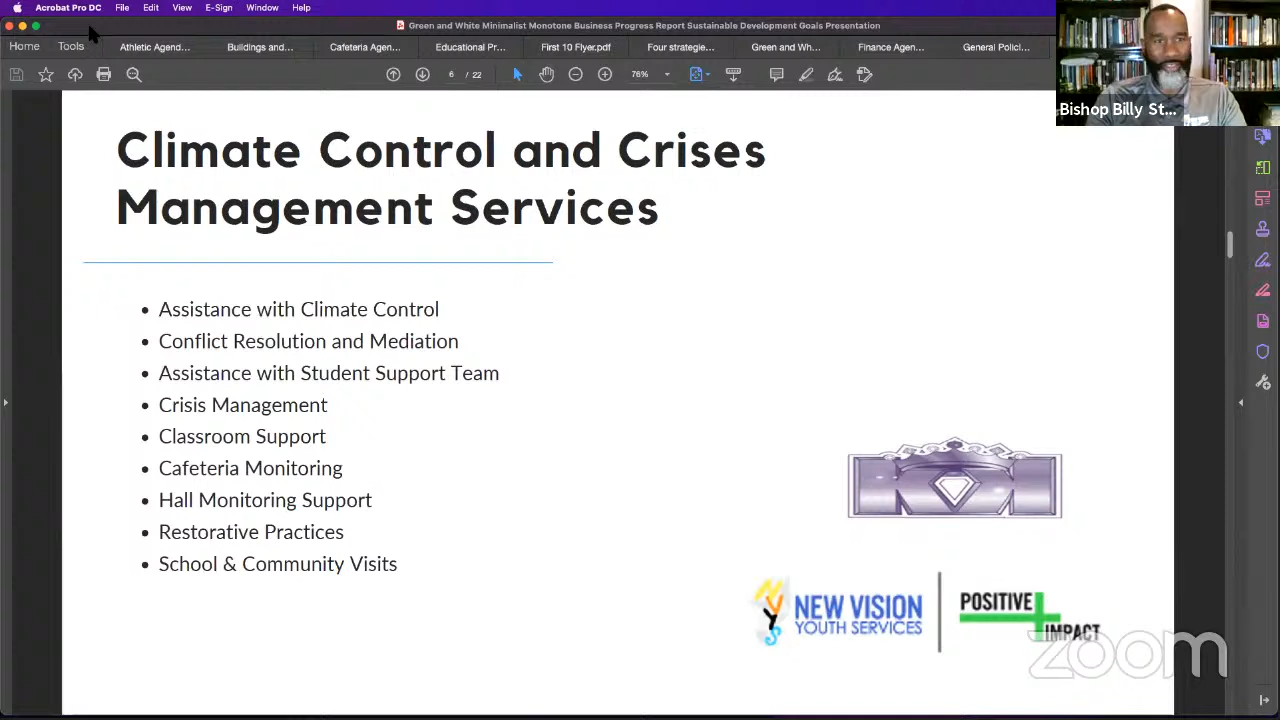 Acrobat Pro DC File Edit View E-Sign Window Help
Green and White Minimalist Monotone Business Progress Report Sustainable Development Goals Presentation
Home Tools Athletic Agend... Buildings and... Cafeteria Agen... Educational Pr... First 10 Flyer.pdf Four strategie... Green and Wh... Finance Agen... General Polici...
6 / 22 76%
Bishop Billy St...
Climate Control and Crises
Management Services
• Assistance with Climate Control
• Conflict Resolution and Mediation
• Assistance with Student Support Team
• Crisis Management
• Classroom Support
• Cafeteria Monitoring
• Hall Monitoring Support
• Restorative Practices
• School & Community Visits
NVYS
NEW VISION
YOUTH SERVICES
POSITIVE
IMPACT
zoom